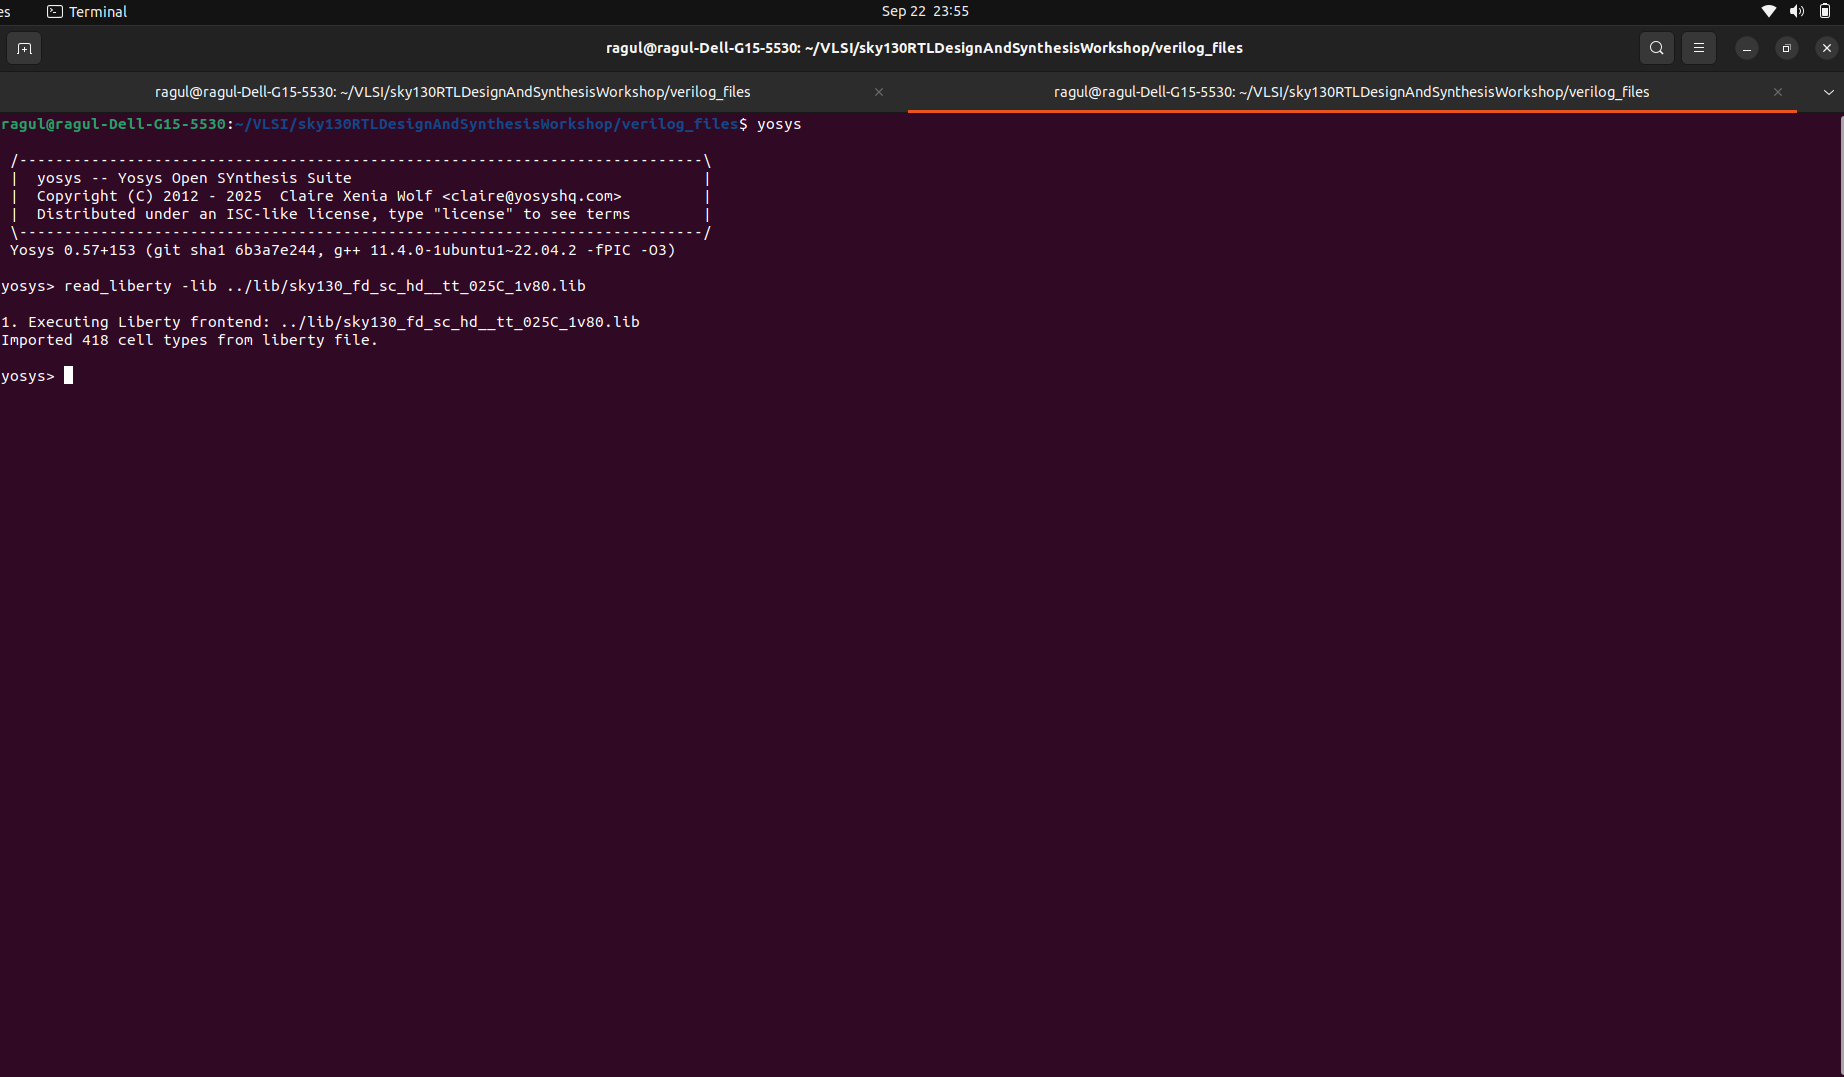 es Terminal Sep 22 23:55
ragul@ragul-Dell-G15-5530: ~/VLSI/sky130RTLDesignAndSynthesisWorkshop/verilog_files
ragul@ragul-Dell-G15-5530: ~/VLSI/sky130RTLDesignAndSynthesisWorkshop/verilog_files ragul@ragul-Dell-G15-5530: ~/VLSI/sky130RTLDesignAndSynthesisWorkshop/verilog_files
ragul@ragul-Dell-G15-5530:~/VLSI/sky130RTLDesignAndSynthesisWorkshop/verilog_files$ yosys
/----------------------------------------------------------------------------\
| yosys -- Yosys Open SYnthesis Suite |
| Copyright (C) 2012 - 2025 Claire Xenia Wolf <claire@yosyshq.com> |
| Distributed under an ISC-like license, type "license" to see terms |
\----------------------------------------------------------------------------/
Yosys 0.57+153 (git sha1 6b3a7e244, g++ 11.4.0-1ubuntu1~22.04.2 -fPIC -O3)
yosys> read_liberty -lib ../lib/sky130_fd_sc_hd__tt_025C_1v80.lib
1. Executing Liberty frontend: ../lib/sky130_fd_sc_hd__tt_025C_1v80.lib
Imported 418 cell types from liberty file.
yosys>